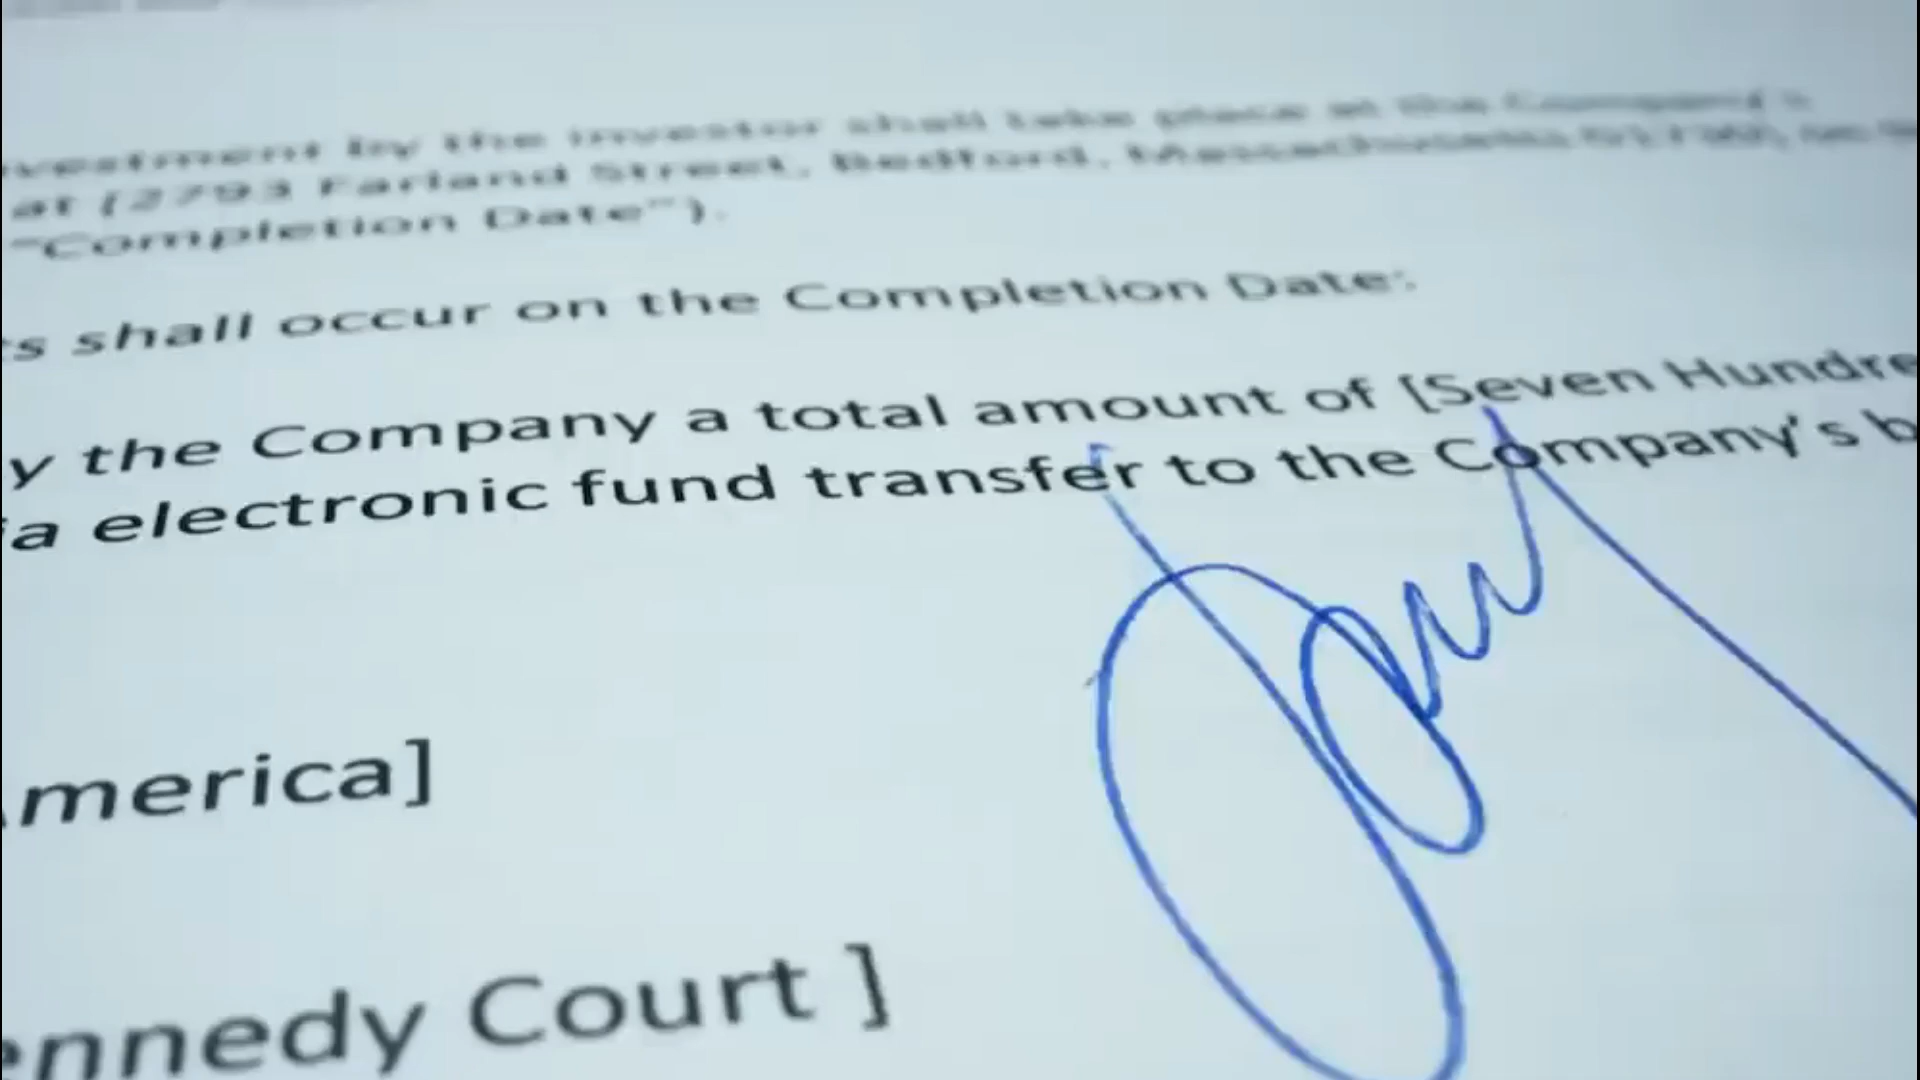 vestment by the investor shall take place at the Company's
at [2793 Farland Street, Bedford, Massachusetts
"Completion Date").
s shall occur on the Completion Date:
y the Company a total amount of [Seven Hundre
a electronic fund transfer to the Company's b
merica]
ennedy Court ]